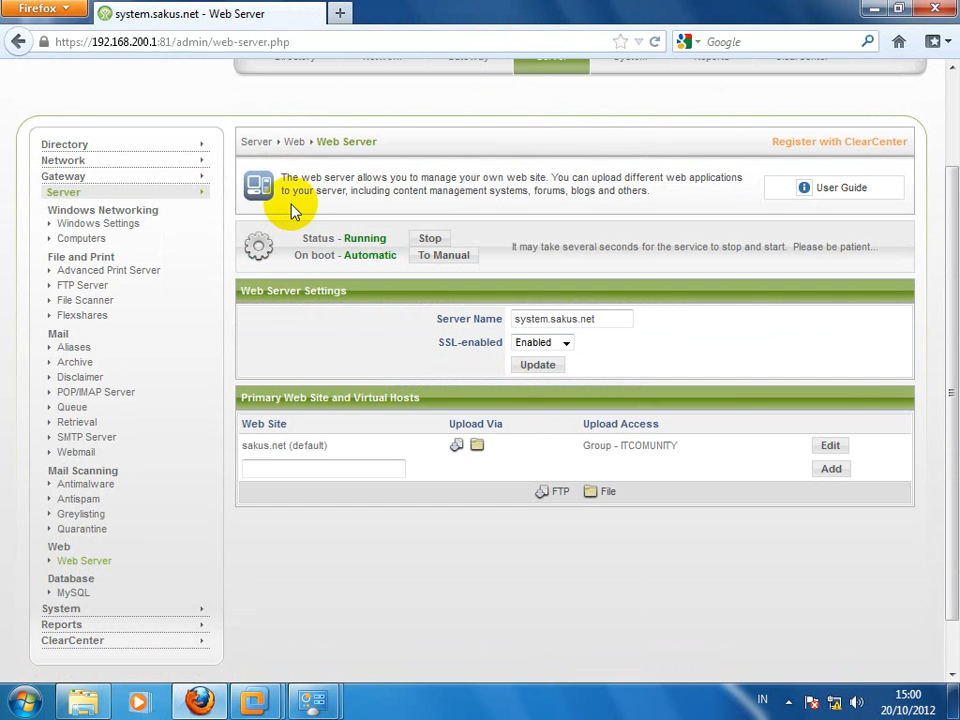 Firefox
system.sakus.net - Web Server
https://192.168.200.1:81/admin/web-server.php
Google
Directory Network Gateway Server System Reports ClearCenter
Directory
Network
Gateway
Server
Windows Networking
Windows Settings
Computers
File and Print
Advanced Print Server
FTP Server
File Scanner
Flexshares
Mail
Aliases
Archive
Disclaimer
POP/IMAP Server
Queue
Retrieval
SMTP Server
Webmail
Mail Scanning
Antimalware
Antispam
Greylisting
Quarantine
Web
Web Server
Database
MySQL
System
Reports
ClearCenter
Server Web Web Server
Register with ClearCenter
The web server allows you to manage your own web site. You can upload different web applications
to your server, including content management systems, forums, blogs and others.
User Guide
Status - Running Stop
On boot - Automatic To Manual
It may take several seconds for the service to stop and start. Please be patient...
Web Server Settings
Server Name system.sakus.net
SSL-enabled Enabled
Update
Primary Web Site and Virtual Hosts
Web Site Upload Via Upload Access
sakus.net (default) Group - ITCOMUNITY Edit
Add
FTP File
IN
15:00
20/10/2012